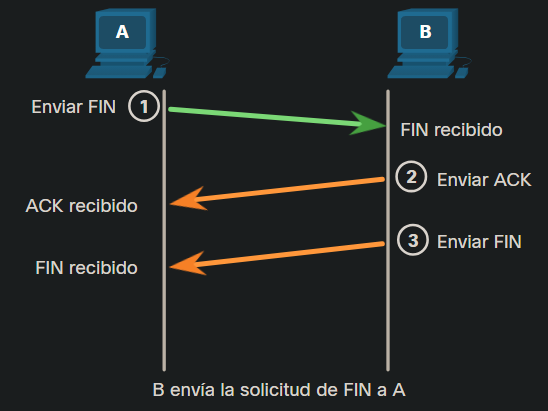 A
B
Enviar FIN 1
FIN recibido
2 Enviar ACK
ACK recibido
3 Enviar FIN
FIN recibido
B envía la solicitud de FIN a A